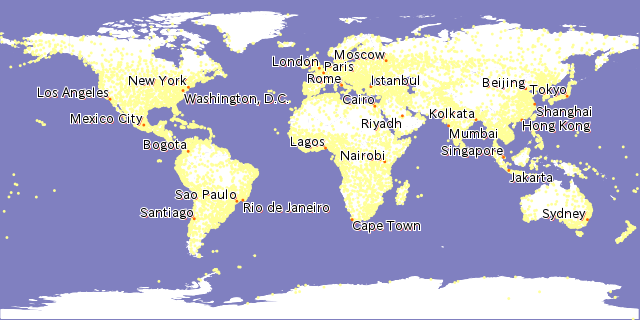 Moscow
London
Paris
New York
Rome
Istanbul
Beijing
Los Angeles
Washington, D.C.
Cairo
Tokyo
Mexico City
Riyadh
Kolkata
Shanghai
Hong Kong
Bogota
Lagos
Mumbai
Nairobi
Singapore
Jakarta
Sao Paulo
Rio de Janeiro
Santiago
Sydney
Cape Town